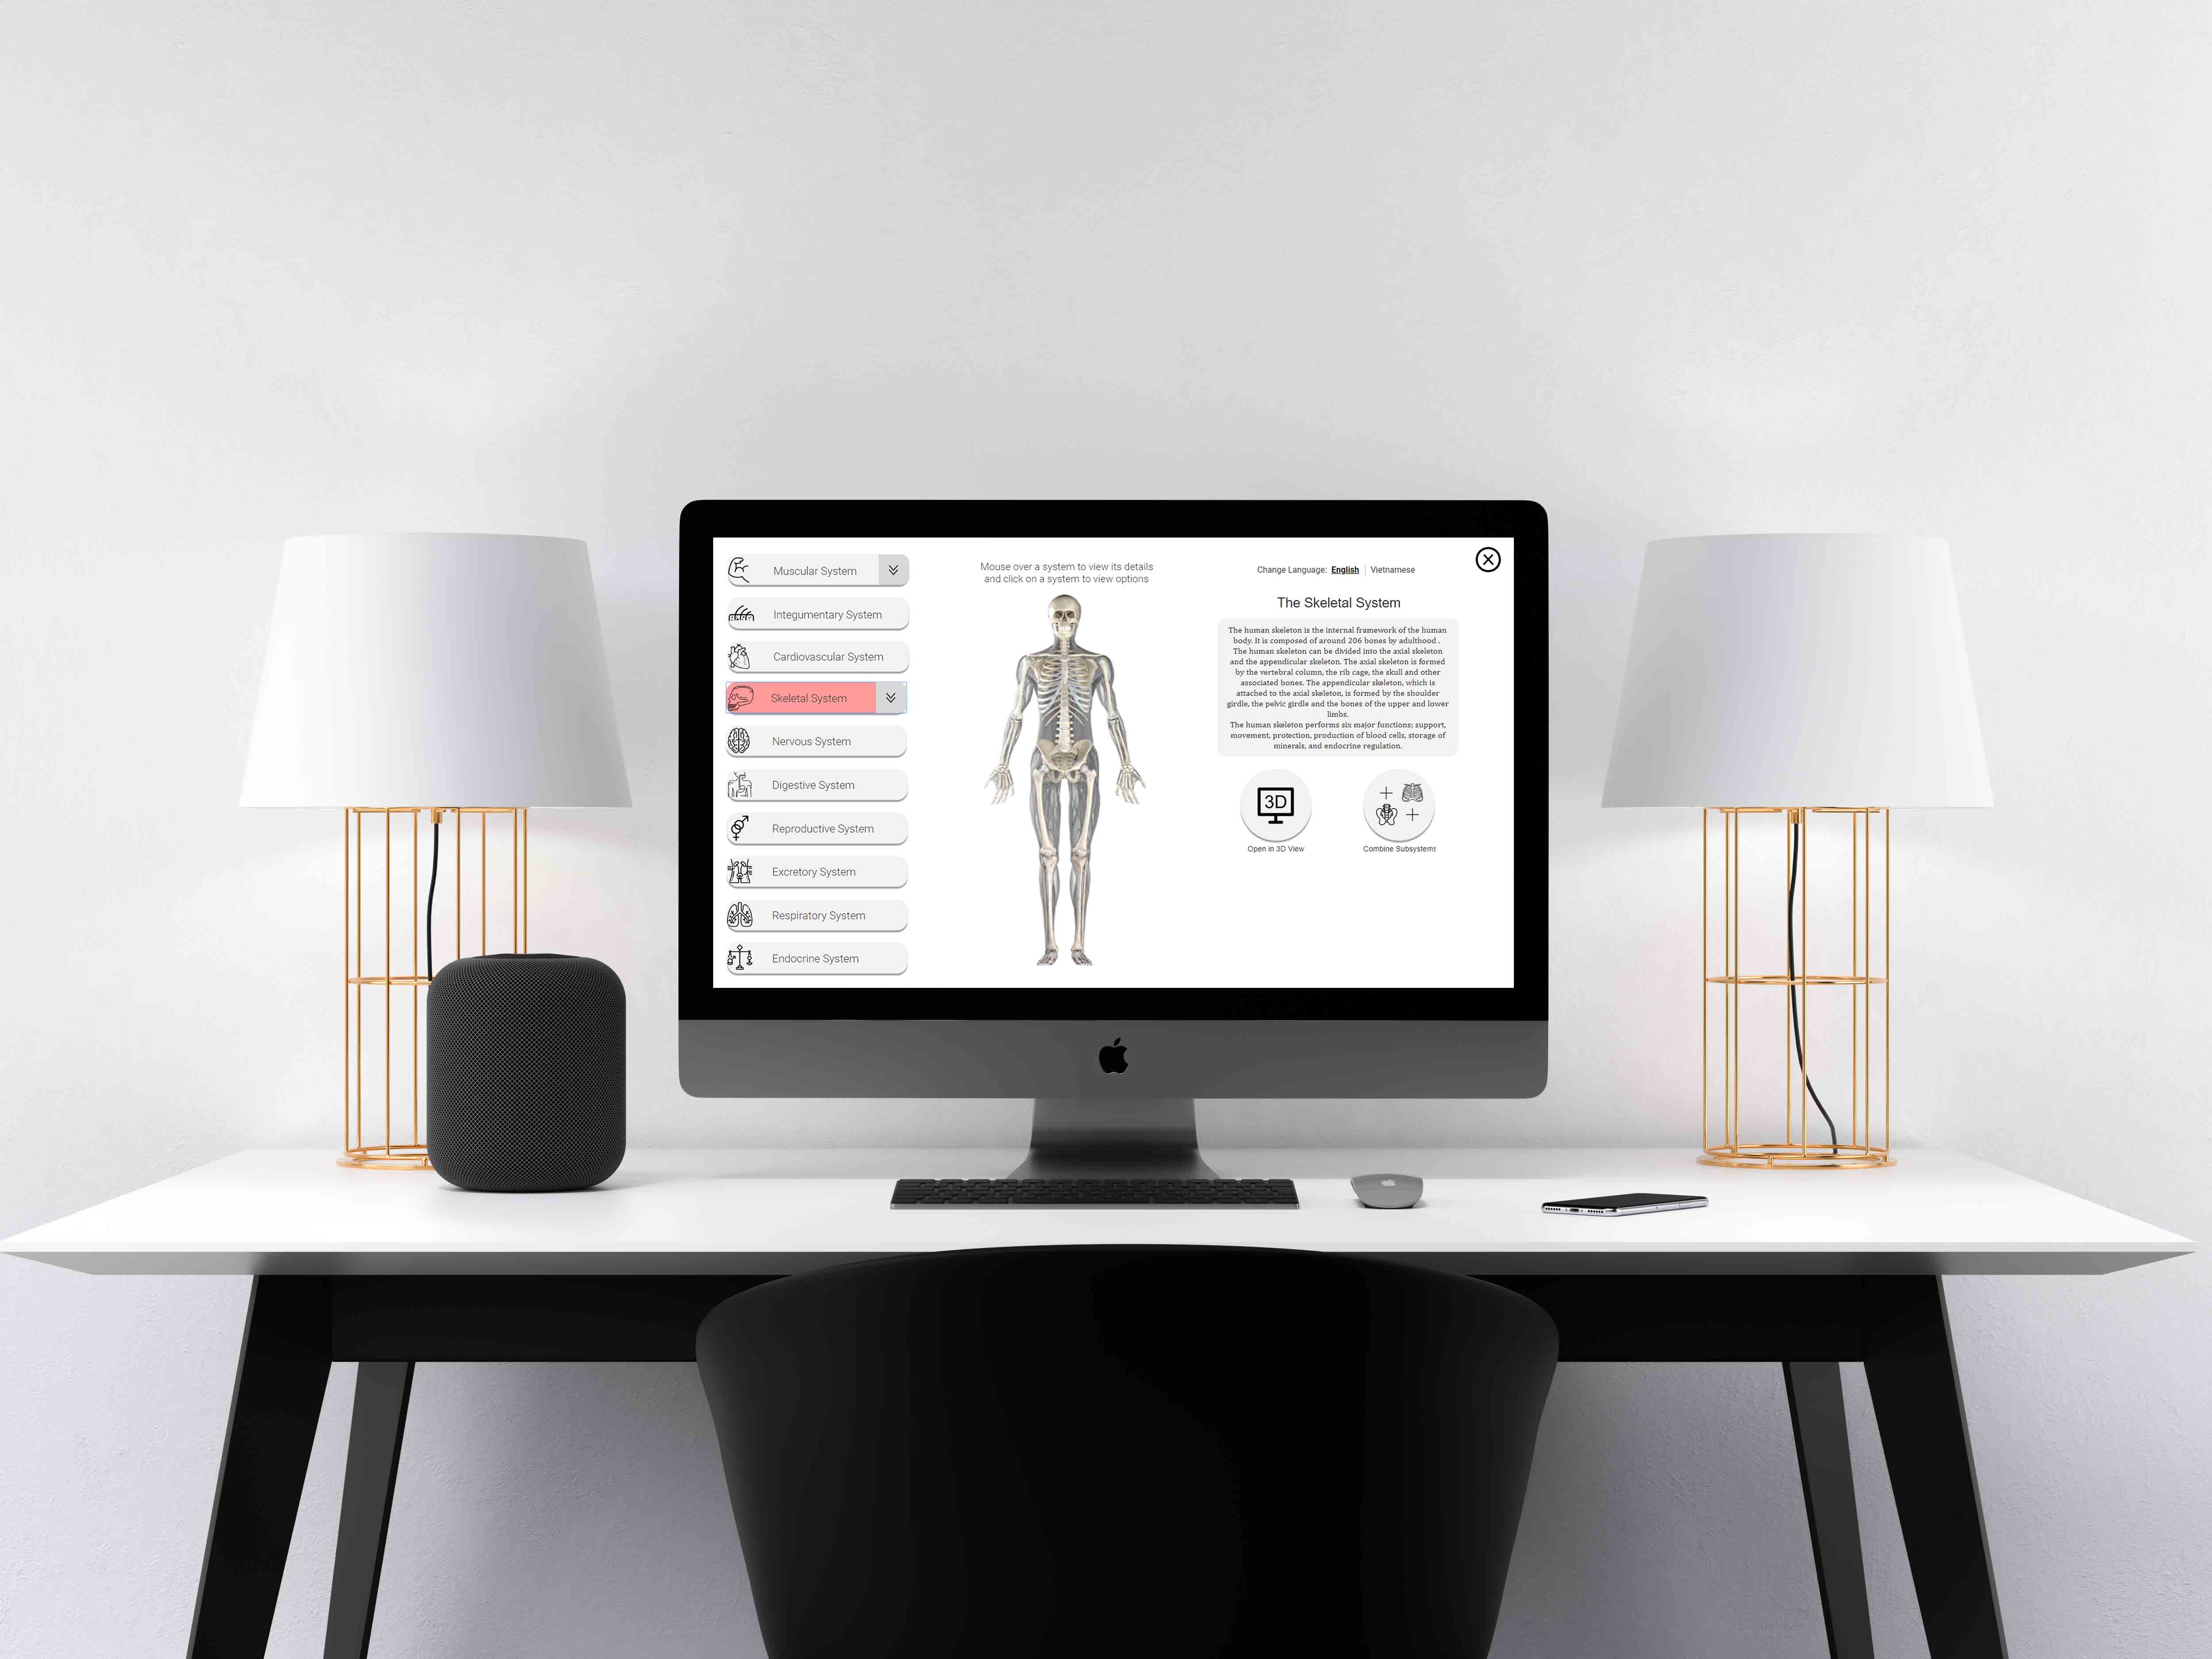 Muscular System
Integumentary System
Cardiovascular System
Skeletal System
Nervous System
Digestive System
Reproductive System
Excretory System
Respiratory System
Endocrine System
Mouse over a system to view its details
and click on a system to view options
Change Language: English | Vietnamese
The Skeletal System
The human skeleton is the internal framework of the human
body. It is composed of around 206 bones by adulthood .
The human skeleton can be divided into the axial skeleton
and the appendicular skeleton. The axial skeleton is formed
by the vertebral column, the rib cage, the skull and other
associated bones. The appendicular skeleton, which is
attached to the axial skeleton, is formed by the shoulder
girdle, the pelvic girdle and the bones of the upper and lower
limbs.
The human skeleton performs six major functions; support,
movement, protection, production of blood cells, storage of
minerals, and endocrine regulation.
3D
Open in 3D View
Combine Subsystems